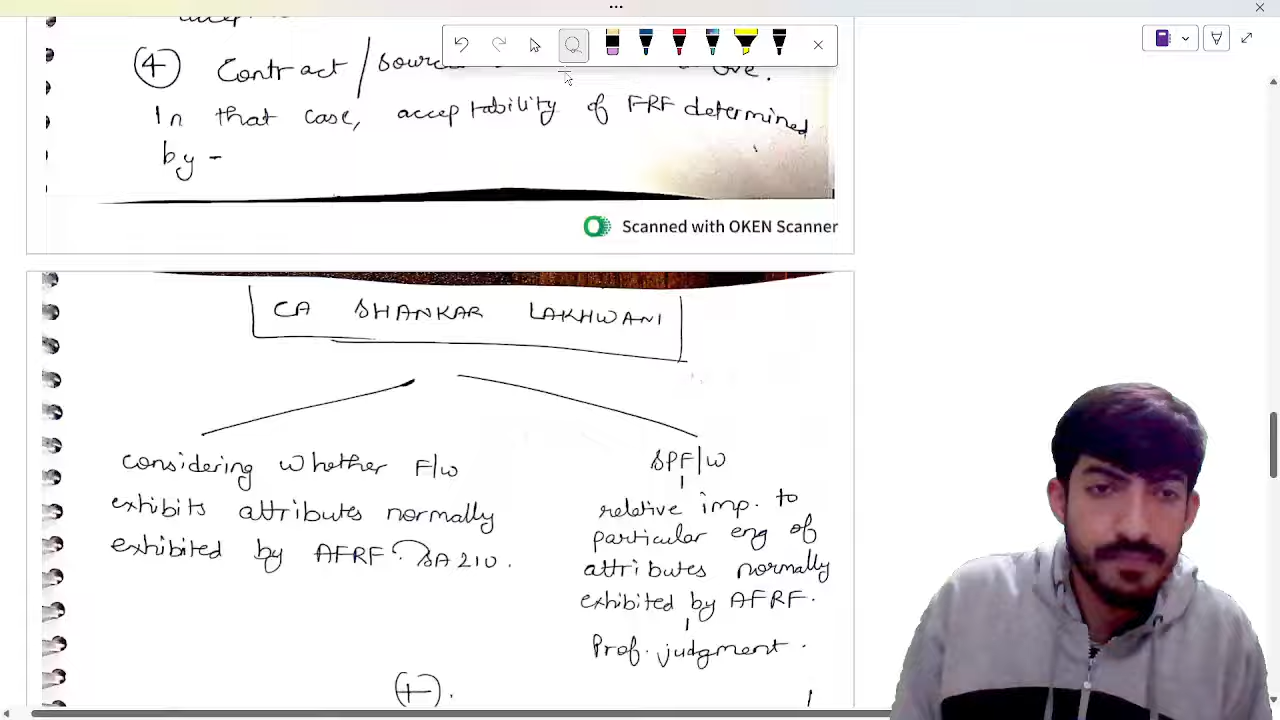 ④ Contract / source
In that case, acceptability of FRF determined
by -
Scanned with OKEN Scanner
CA SHANKAR LAKHWANI
Considering whether F/w
exhibits attributes normally
exhibited by AFRF. SA 210.
SPF/W
relative imp. to
particular eng of
attributes normally
exhibited by AFRF.
Prof. judgment.
(+).